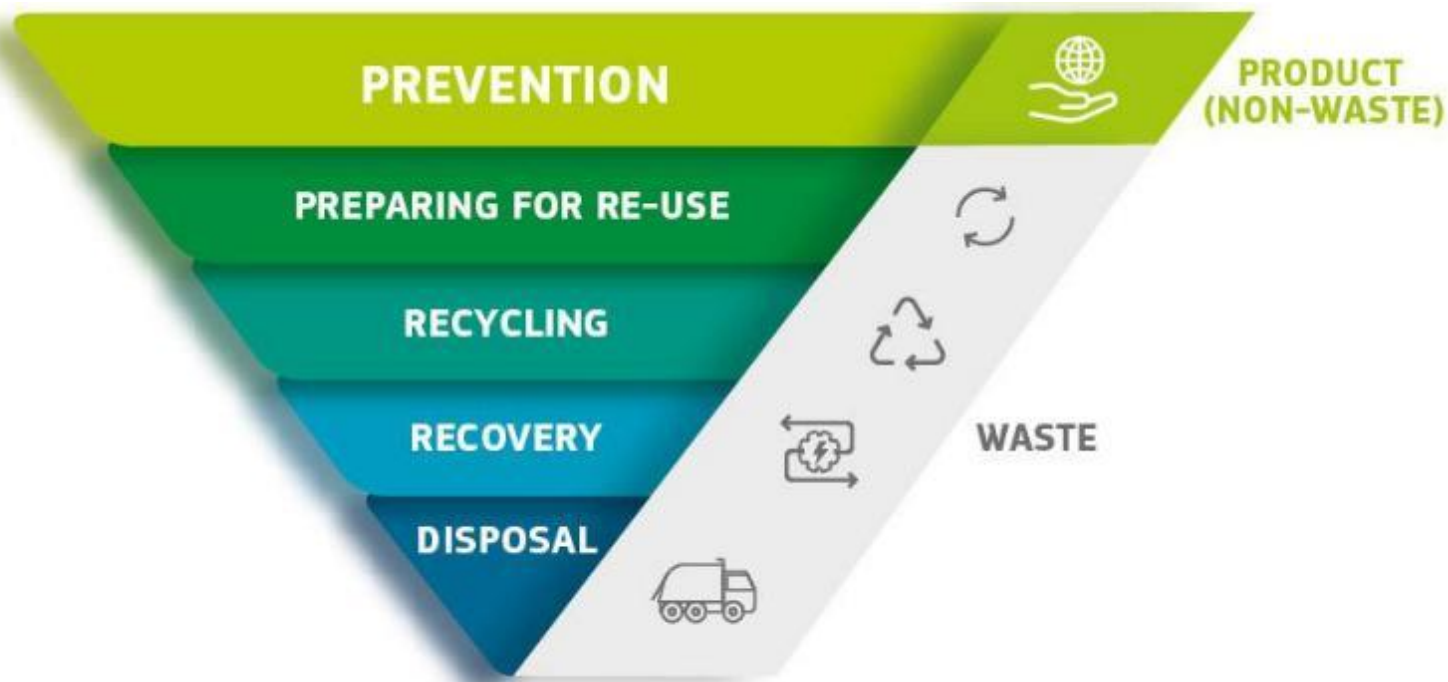 PREVENTION
PRODUCT
(NON-WASTE)
PREPARING FOR RE-USE
RECYCLING
RECOVERY
WASTE
DISPOSAL